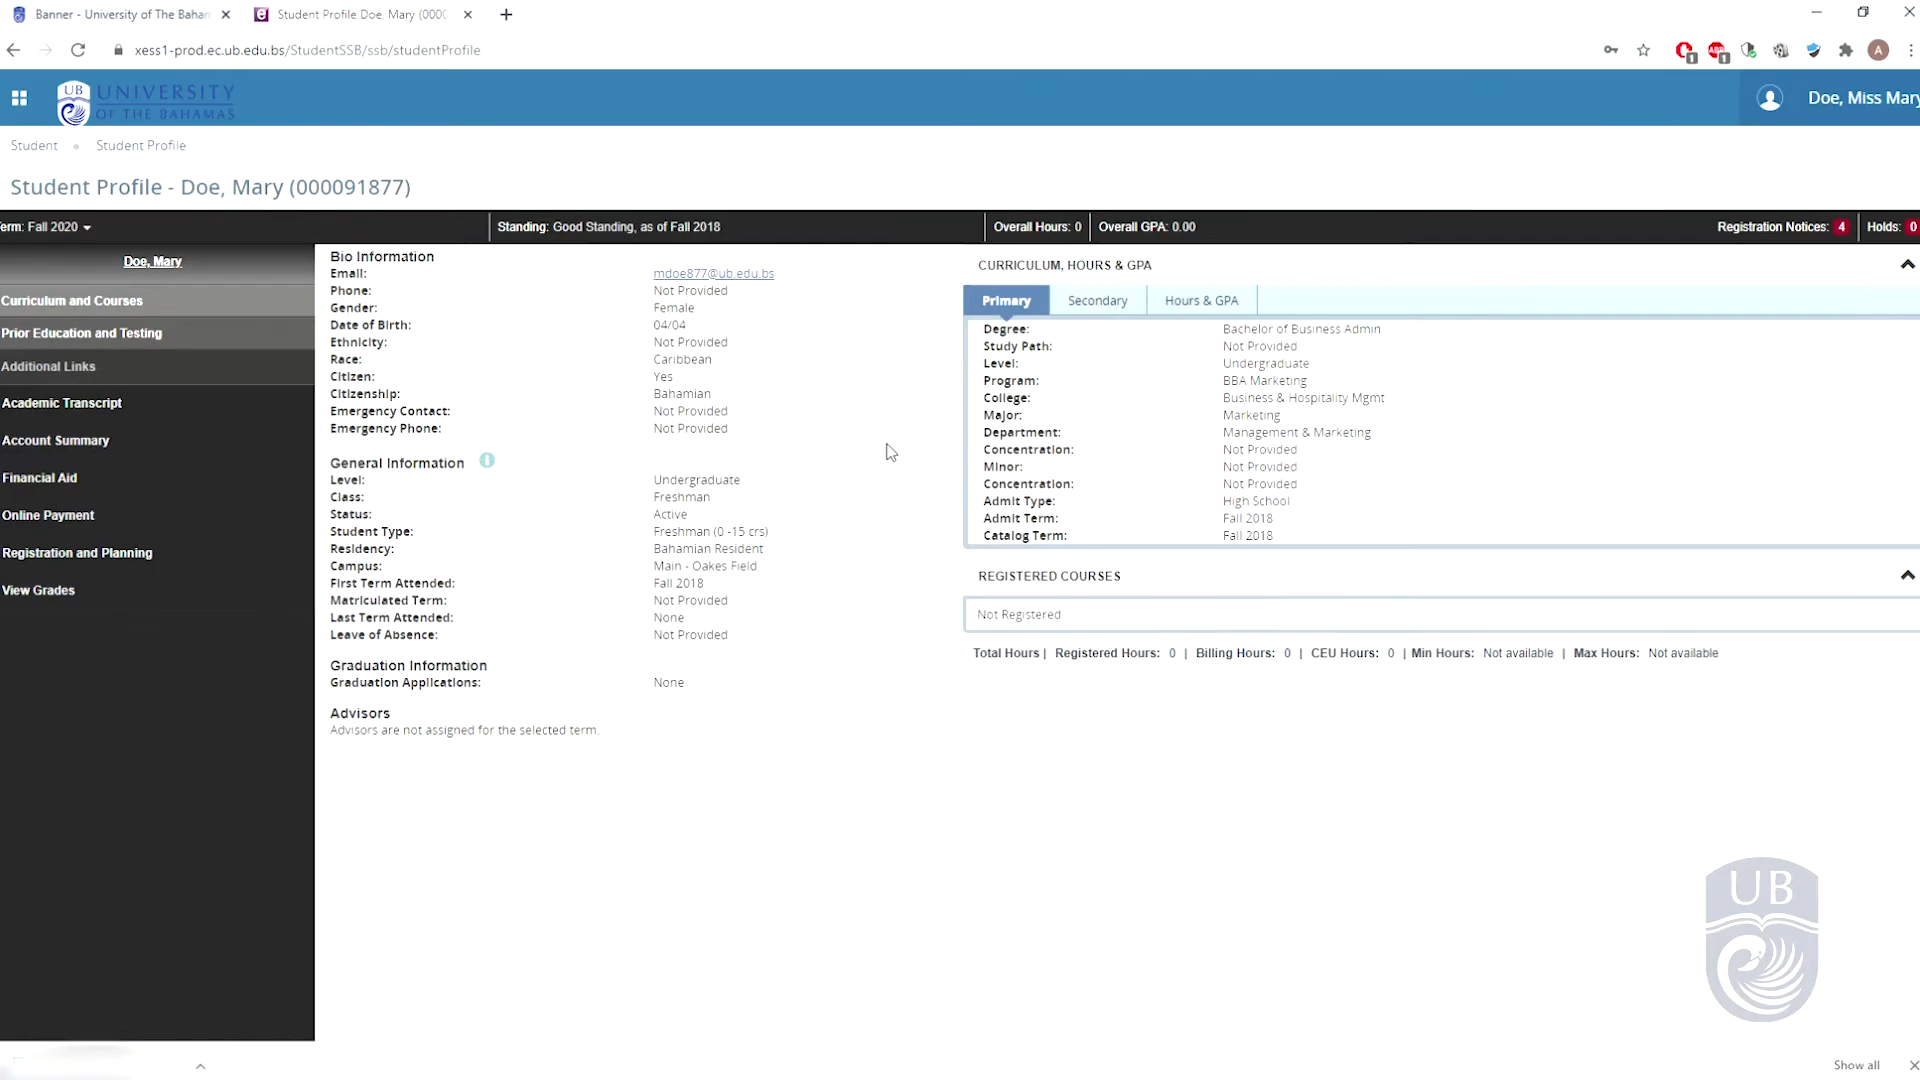 Banner - University of The Baham
Student Profile Doe, Mary (0000
xess1-prod.ec.ub.edu.bs/StudentSSB/ssb/studentProfile
1
ABP
1
A
UB
UNIVERSITY
OF THE BAHAMAS
Doe, Miss Mary
Student
Student Profile
Student Profile - Doe, Mary (000091877)
Term: Fall 2020
Standing: Good Standing, as of Fall 2018
Overall Hours: 0
Overall GPA: 0.00
Registration Notices: 4
Holds: 0
Doe, Mary
Curriculum and Courses
Prior Education and Testing
Additional Links
Academic Transcript
Account Summary
Financial Aid
Online Payment
Registration and Planning
View Grades
Bio Information
Email: mdoe877@ub.edu.bs
Phone: Not Provided
Gender: Female
Date of Birth: 04/04
Ethnicity: Not Provided
Race: Caribbean
Citizen: Yes
Citizenship: Bahamian
Emergency Contact: Not Provided
Emergency Phone: Not Provided
General Information
Level: Undergraduate
Class: Freshman
Status: Active
Student Type: Freshman (0 -15 crs)
Residency: Bahamian Resident
Campus: Main - Oakes Field
First Term Attended: Fall 2018
Matriculated Term: Not Provided
Last Term Attended: None
Leave of Absence: Not Provided
Graduation Information
Graduation Applications: None
Advisors
Advisors are not assigned for the selected term.
CURRICULUM, HOURS & GPA
Primary
Secondary
Hours & GPA
Degree: Bachelor of Business Admin
Study Path: Not Provided
Level: Undergraduate
Program: BBA Marketing
College: Business & Hospitality Mgmt
Major: Marketing
Department: Management & Marketing
Concentration: Not Provided
Minor: Not Provided
Concentration: Not Provided
Admit Type: High School
Admit Term: Fall 2018
Catalog Term: Fall 2018
REGISTERED COURSES
Not Registered
Total Hours | Registered Hours: 0 | Billing Hours: 0 | CEU Hours: 0 | Min Hours: Not available | Max Hours: Not available
UB
Show all